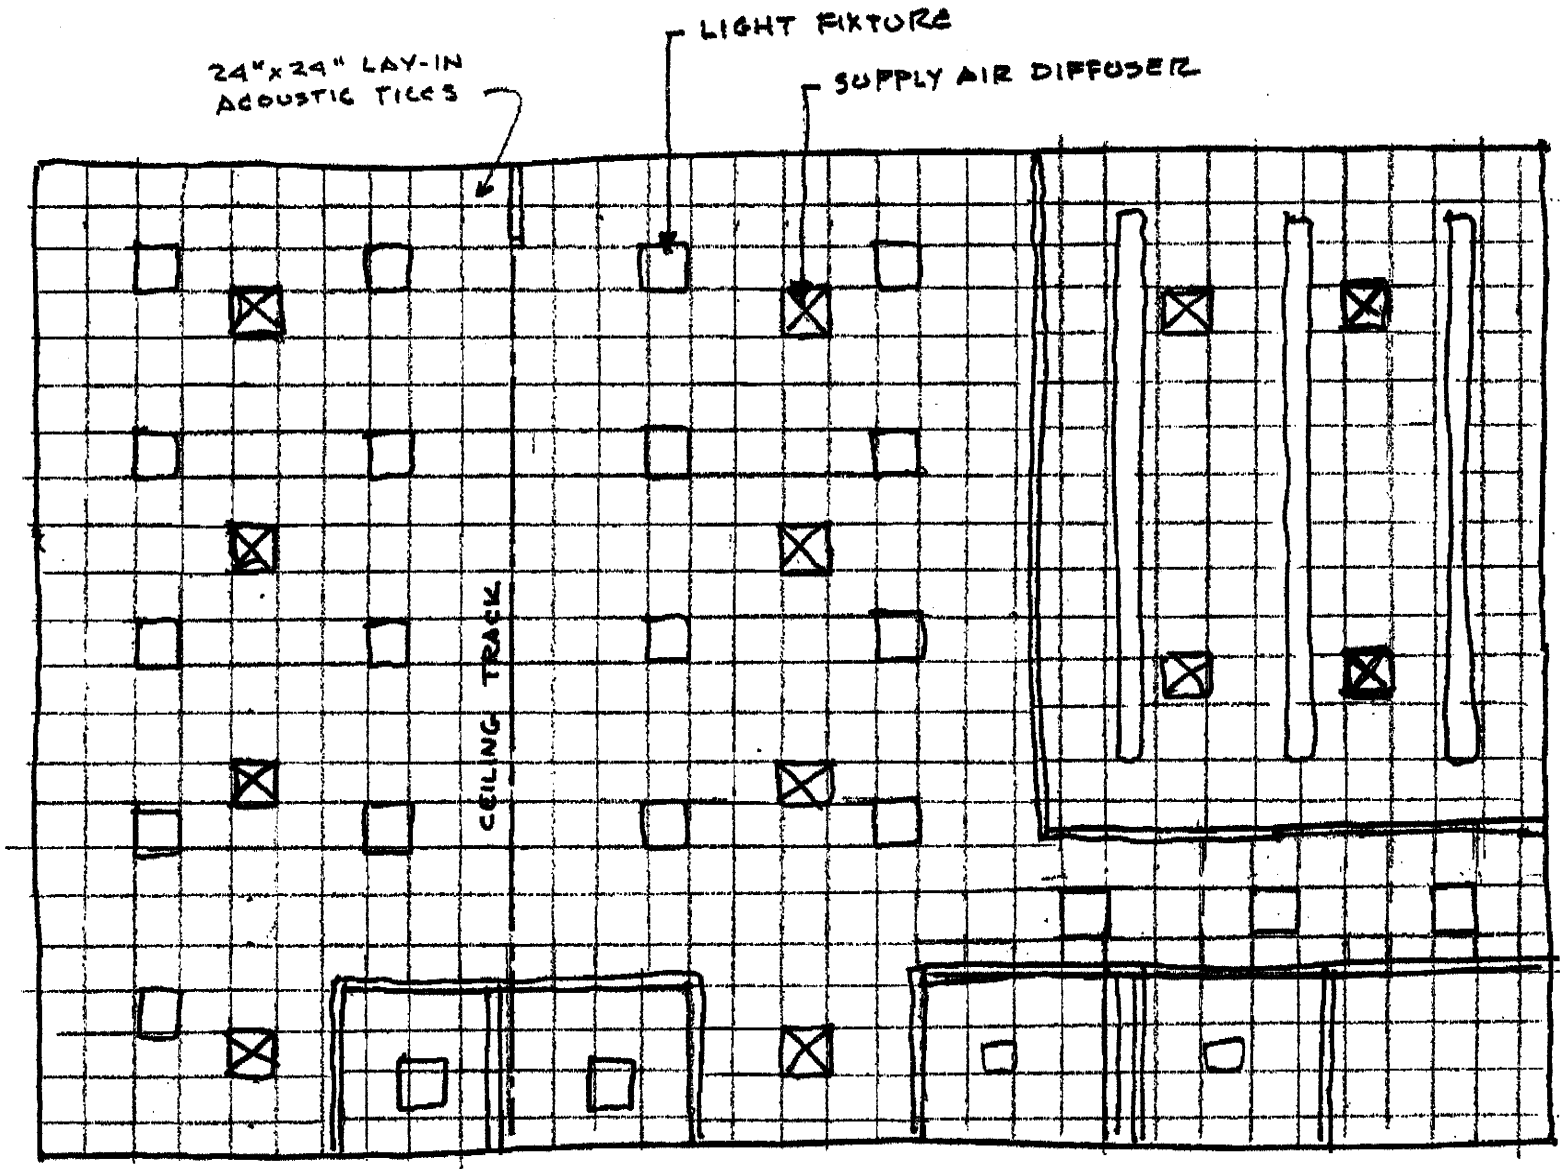 LIGHT FIXTURE
24"x24" LAY-IN
ACOUSTIC TILES
SUPPLY AIR DIFFUSER
CEILING TRACK